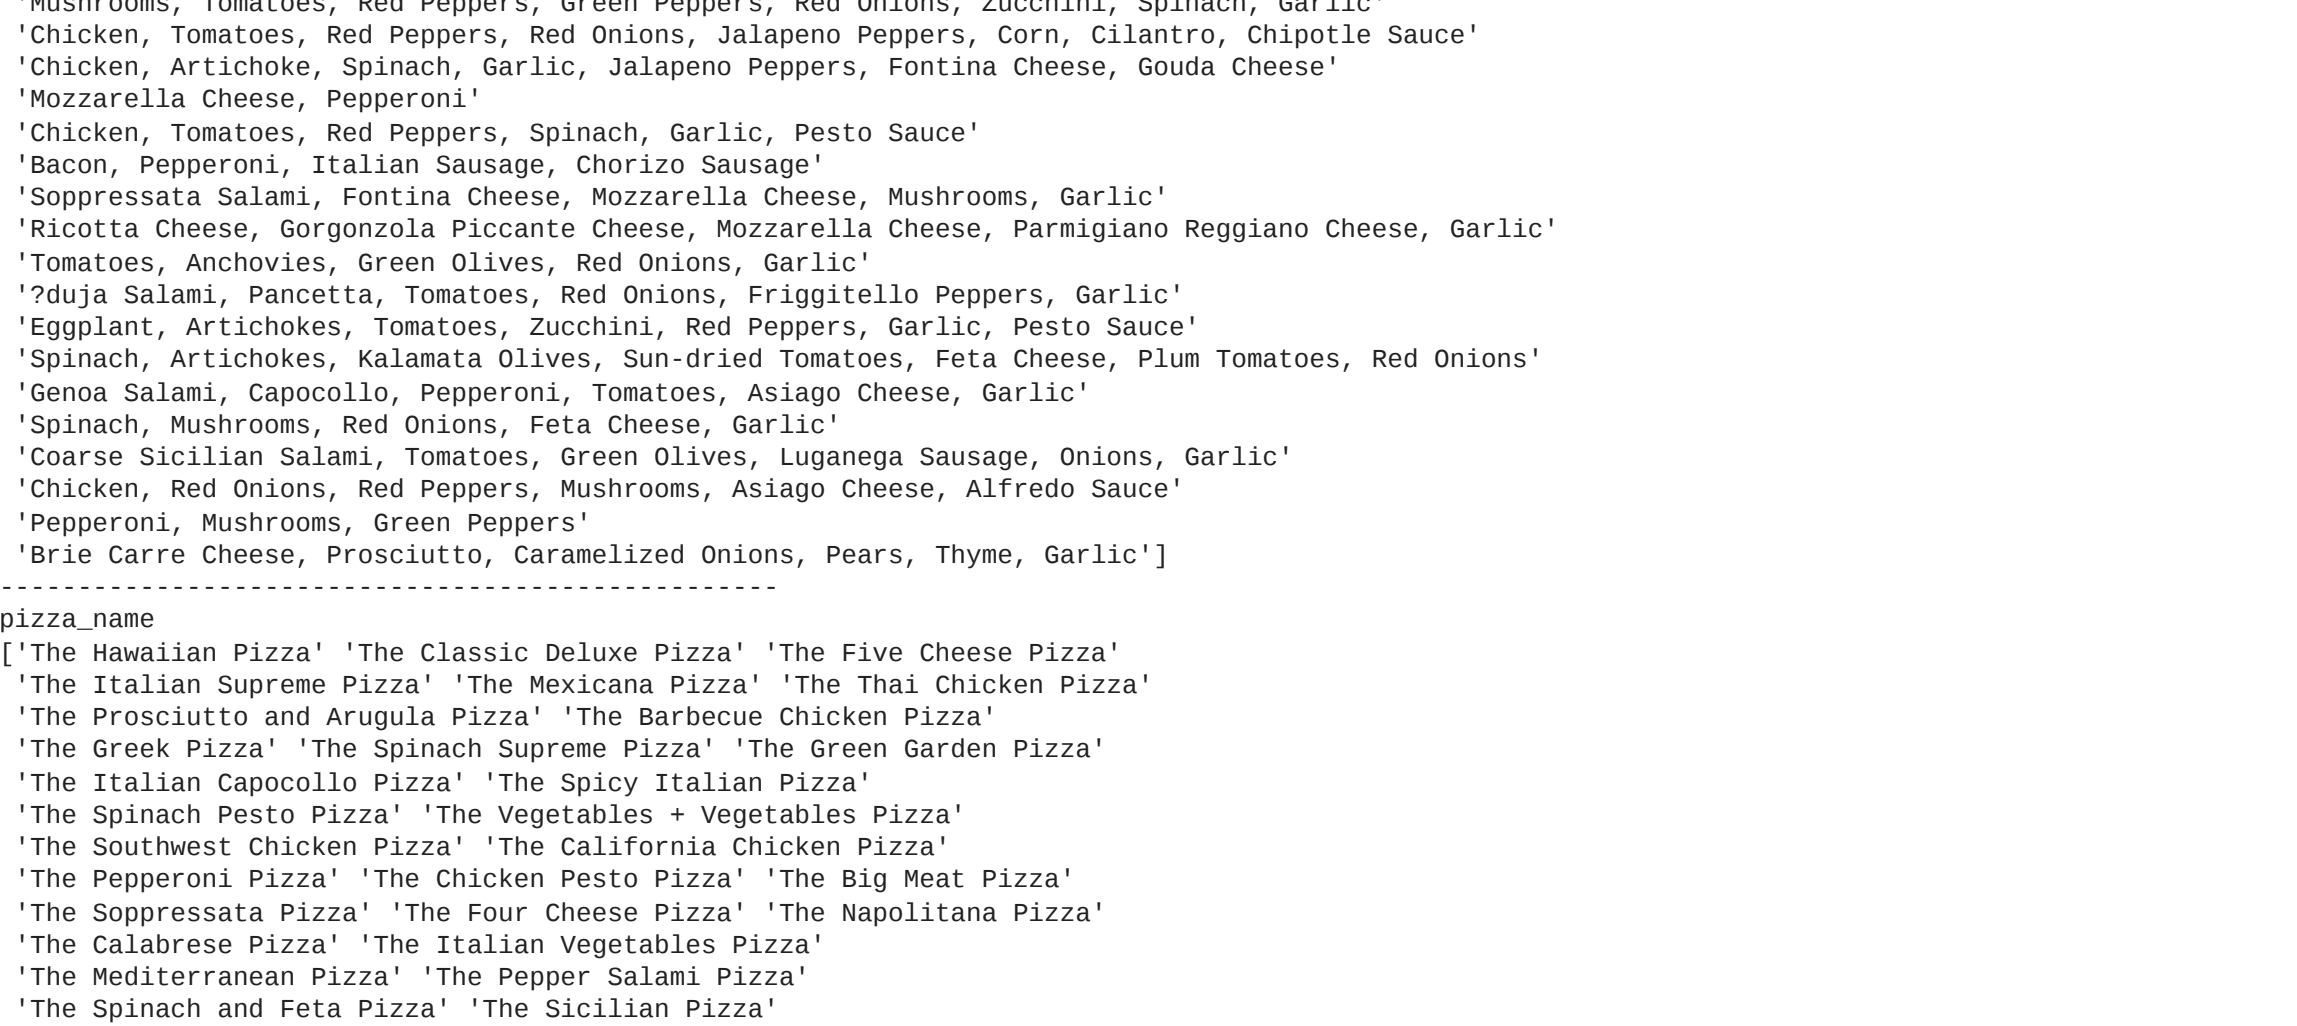 'Mushrooms, Tomatoes, Red Peppers, Green Peppers, Red Onions, Zucchini, Spinach, Garlic'
'Chicken, Tomatoes, Red Peppers, Red Onions, Jalapeno Peppers, Corn, Cilantro, Chipotle Sauce'
'Chicken, Artichoke, Spinach, Garlic, Jalapeno Peppers, Fontina Cheese, Gouda Cheese'
'Mozzarella Cheese, Pepperoni'
'Chicken, Tomatoes, Red Peppers, Spinach, Garlic, Pesto Sauce'
'Bacon, Pepperoni, Italian Sausage, Chorizo Sausage'
'Soppressata Salami, Fontina Cheese, Mozzarella Cheese, Mushrooms, Garlic'
'Ricotta Cheese, Gorgonzola Piccante Cheese, Mozzarella Cheese, Parmigiano Reggiano Cheese, Garlic'
'Tomatoes, Anchovies, Green Olives, Red Onions, Garlic'
'?duja Salami, Pancetta, Tomatoes, Red Onions, Friggitello Peppers, Garlic'
'Eggplant, Artichokes, Tomatoes, Zucchini, Red Peppers, Garlic, Pesto Sauce'
'Spinach, Artichokes, Kalamata Olives, Sun-dried Tomatoes, Feta Cheese, Plum Tomatoes, Red Onions'
'Genoa Salami, Capocollo, Pepperoni, Tomatoes, Asiago Cheese, Garlic'
'Spinach, Mushrooms, Red Onions, Feta Cheese, Garlic'
'Coarse Sicilian Salami, Tomatoes, Green Olives, Luganega Sausage, Onions, Garlic'
'Chicken, Red Onions, Red Peppers, Mushrooms, Asiago Cheese, Alfredo Sauce'
'Pepperoni, Mushrooms, Green Peppers'
'Brie Carre Cheese, Prosciutto, Caramelized Onions, Pears, Thyme, Garlic']
--------------------------------------------------
pizza_name
['The Hawaiian Pizza' 'The Classic Deluxe Pizza' 'The Five Cheese Pizza'
'The Italian Supreme Pizza' 'The Mexicana Pizza' 'The Thai Chicken Pizza'
'The Prosciutto and Arugula Pizza' 'The Barbecue Chicken Pizza'
'The Greek Pizza' 'The Spinach Supreme Pizza' 'The Green Garden Pizza'
'The Italian Capocollo Pizza' 'The Spicy Italian Pizza'
'The Spinach Pesto Pizza' 'The Vegetables + Vegetables Pizza'
'The Southwest Chicken Pizza' 'The California Chicken Pizza'
'The Pepperoni Pizza' 'The Chicken Pesto Pizza' 'The Big Meat Pizza'
'The Soppressata Pizza' 'The Four Cheese Pizza' 'The Napolitana Pizza'
'The Calabrese Pizza' 'The Italian Vegetables Pizza'
'The Mediterranean Pizza' 'The Pepper Salami Pizza'
'The Spinach and Feta Pizza' 'The Sicilian Pizza'